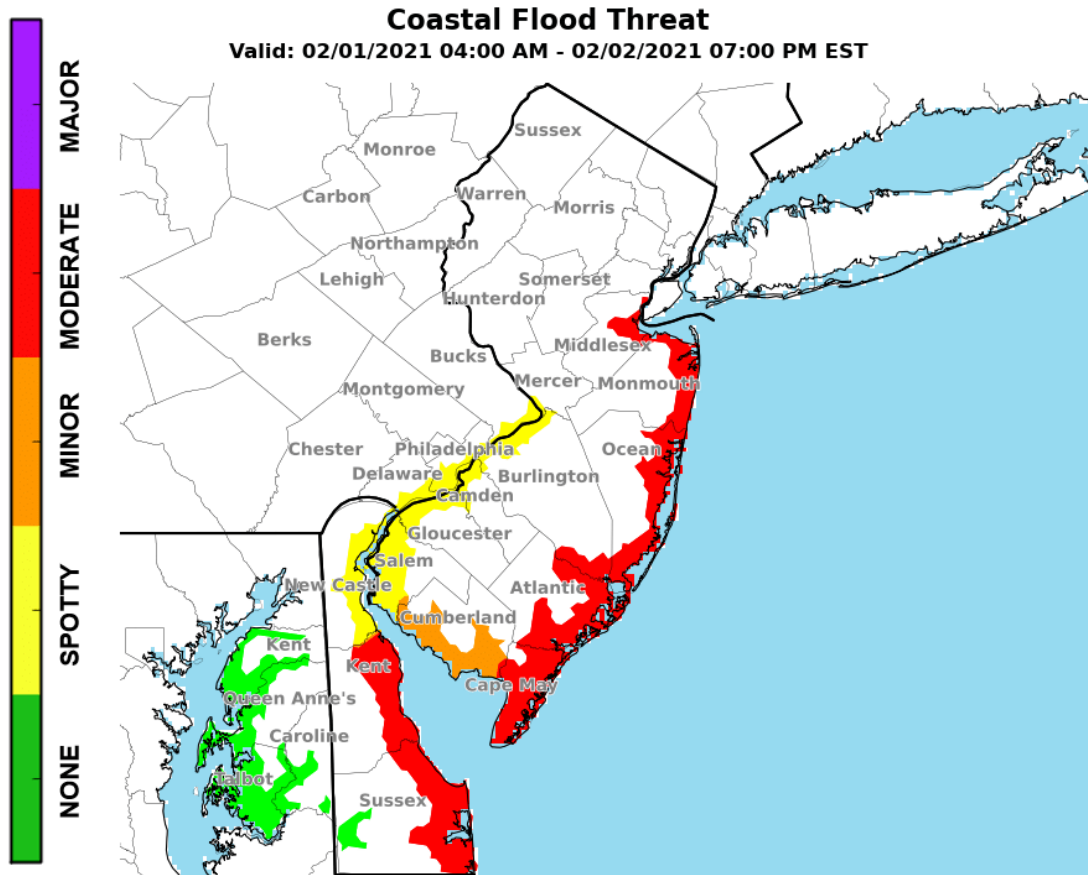 Coastal Flood Threat
Valid: 02/01/2021 04:00 AM - 02/02/2021 07:00 PM EST
MAJOR
MODERATE
MINOR
SPOTTY
NONE
Sussex
Monroe
Carbon
Warren
Morris
Northampton
Lehigh
Somerset
Hunterdon
Berks
Middlesex
Bucks
Mercer
Monmouth
Montgomery
Chester
Philadelphia
Ocean
Delaware
Burlington
Camden
Gloucester
Salem
New Castle
Atlantic
Cumberland
Kent
Kent
Cape May
Queen Anne's
Caroline
Talbot
Sussex